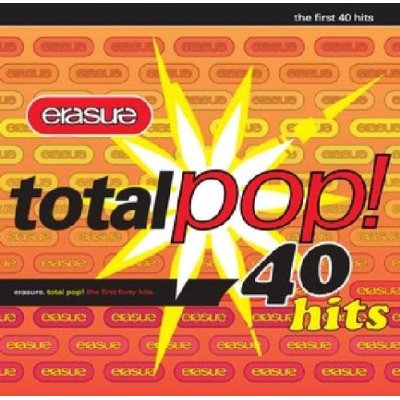 the first 40 hits
erasure
totalpop!
40
hits
erasure. total pop! the first forty hits.